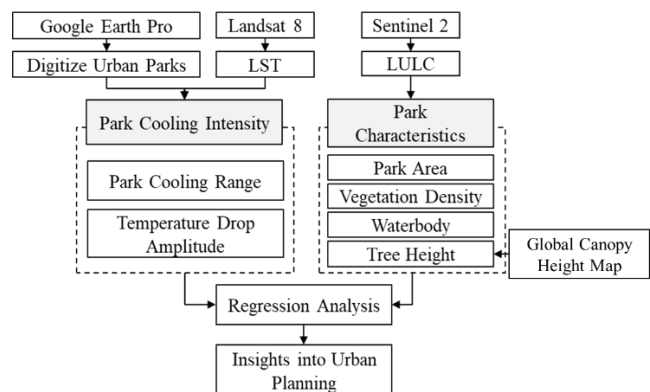 Google Earth Pro
Landsat 8
Sentinel 2
Digitize Urban Parks
LST
LULC
Park Cooling Intensity
Park
Characteristics
Park Cooling Range
Temperature Drop
Amplitude
Park Area
Vegetation Density
Waterbody
Tree Height
Global Canopy
Height Map
Regression Analysis
Insights into Urban
Planning